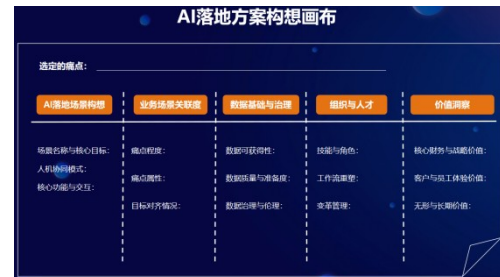 AI落地方案构想画布
选定的痛点：
AI落地场景构想
业务场景关联度
数据基础与治理
组织与人才
价值洞察
场景名称与核心目标：
人机协同模式：
核心功能与交互：
痛点程度：
痛点属性：
目标对齐情况：
数据可获得性：
数据质量与准备度：
数据治理与伦理：
技能与角色：
工作流重塑：
变革管理：
核心财务与战略价值：
客户与员工体验价值：
无形与长期价值：